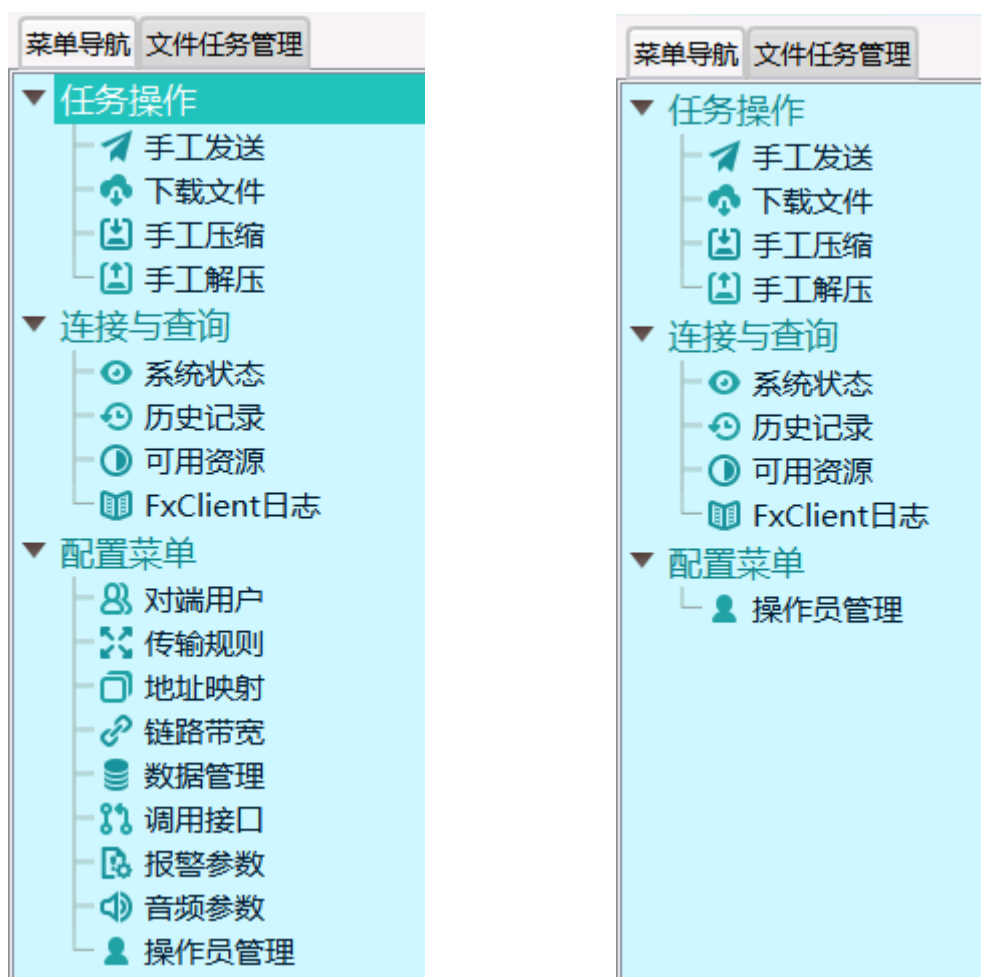 菜单导航 文件任务管理
任务操作
手工发送
下载文件
手工压缩
手工解压
连接与查询
系统状态
历史记录
可用资源
FxClient日志
配置菜单
对端用户
传输规则
地址映射
链路带宽
数据管理
调用接口
报警参数
音频参数
操作员管理
菜单导航 文件任务管理
任务操作
手工发送
下载文件
手工压缩
手工解压
连接与查询
系统状态
历史记录
可用资源
FxClient日志
配置菜单
操作员管理